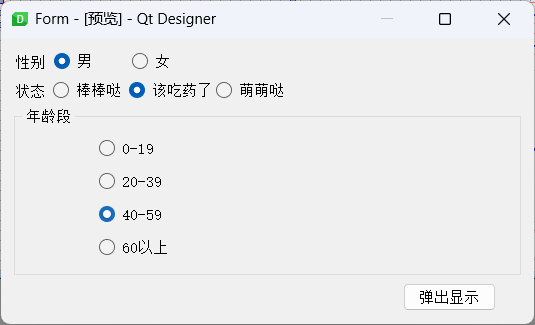 Form - [预览] - Qt Designer
性别 男 女
状态 棒棒哒 该吃药了 萌萌哒
年龄段
0-19
20-39
40-59
60以上
弹出显示